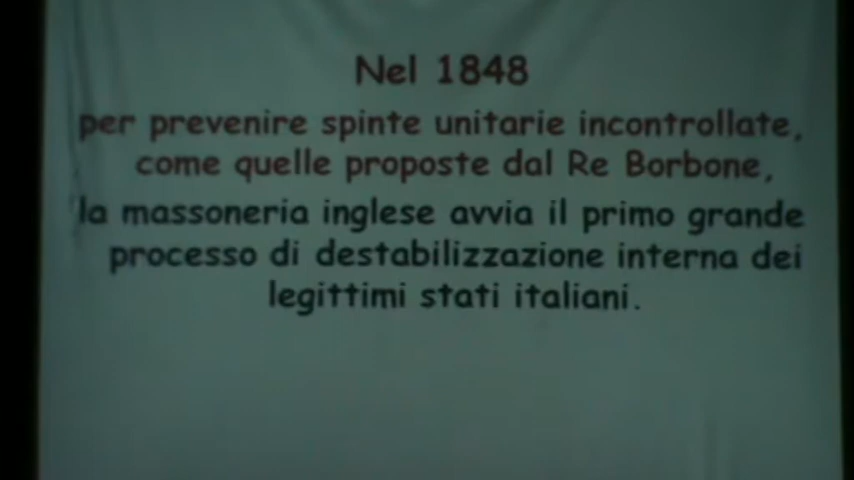 Nel 1848
per prevenire spinte unitarie incontrollate,
come quelle proposte dal Re Borbone,
la massoneria inglese avvia il primo grande
processo di destabilizzazione interna dei
legittimi stati italiani.